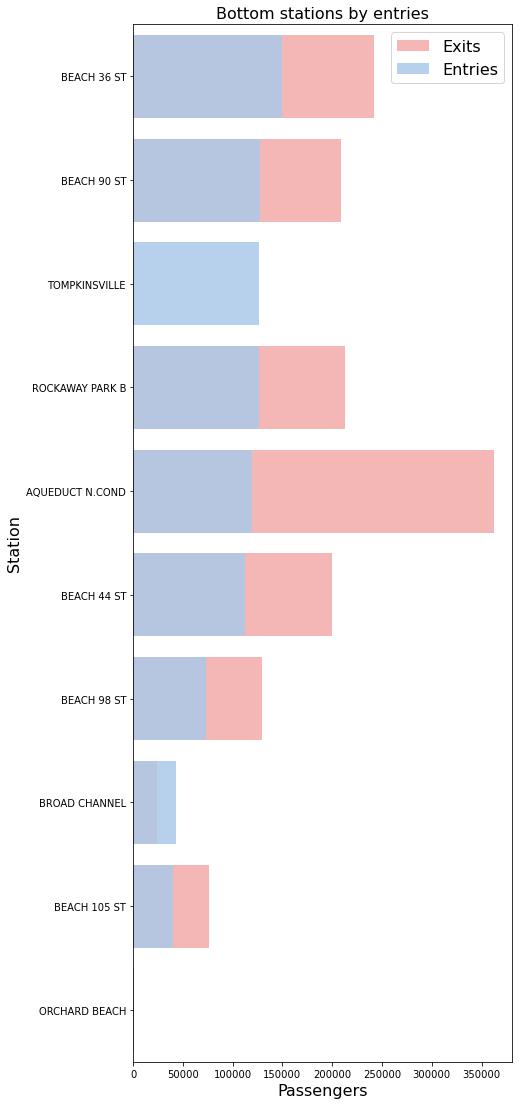 Bottom stations by entries
Exits
Entries
BEACH 36 ST
BEACH 90 ST
TOMPKINSVILLE
ROCKAWAY PARK B
AQUEDUCT N.COND
BEACH 44 ST
BEACH 98 ST
BROAD CHANNEL
BEACH 105 ST
ORCHARD BEACH
Station
0 50000 100000 150000 200000 250000 300000 350000
Passengers